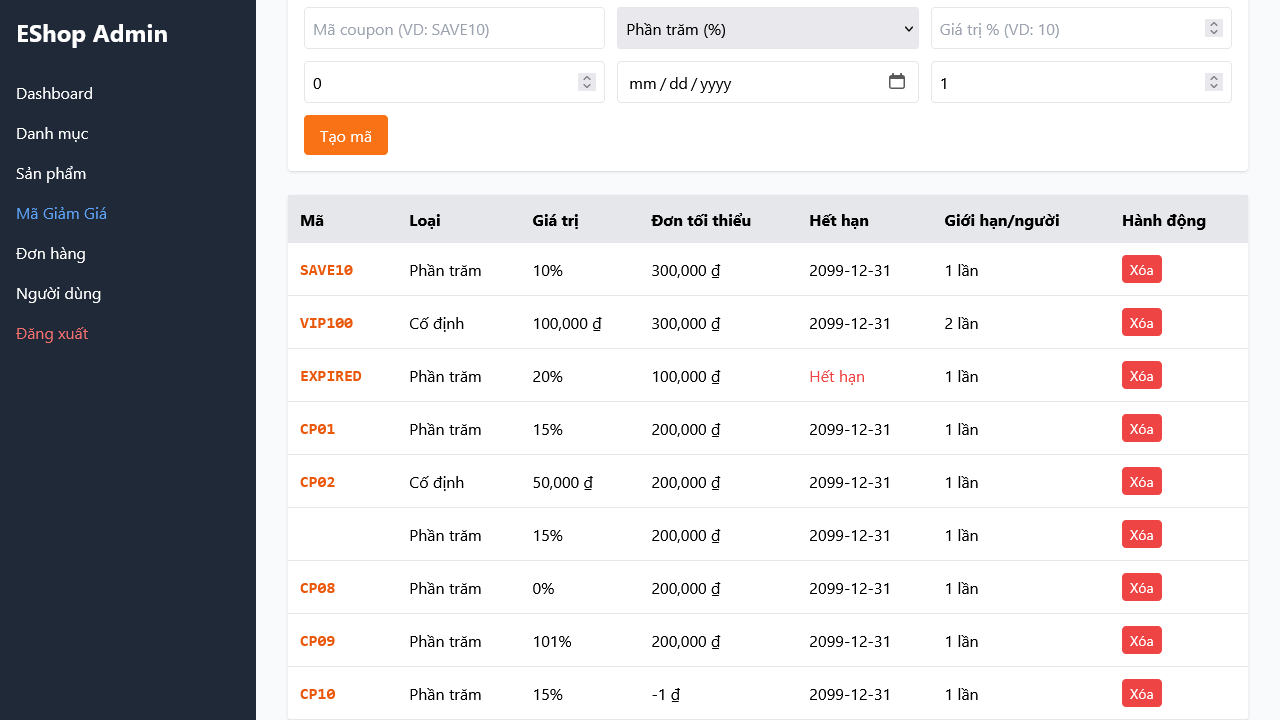 EShop Admin
Dashboard
Danh mục
Sản phẩm
Mã Giảm Giá
Đơn hàng
Người dùng
Đăng xuất
Mã coupon (VD: SAVE10) Phần trăm (%) Giá trị % (VD: 10)
0 mm/dd/yyyy 1
Tạo mã
Mã Loại Giá trị Đơn tối thiểu Hết hạn Giới hạn/người Hành động
SAVE10 Phần trăm 10% 300,000 ₫ 2099-12-31 1 lần Xóa
VIP100 Cố định 100,000 ₫ 300,000 ₫ 2099-12-31 2 lần Xóa
EXPIRED Phần trăm 20% 100,000 ₫ Hết hạn 1 lần Xóa
CP01 Phần trăm 15% 200,000 ₫ 2099-12-31 1 lần Xóa
CP02 Cố định 50,000 ₫ 200,000 ₫ 2099-12-31 1 lần Xóa
Phần trăm 15% 200,000 ₫ 2099-12-31 1 lần Xóa
CP08 Phần trăm 0% 200,000 ₫ 2099-12-31 1 lần Xóa
CP09 Phần trăm 101% 200,000 ₫ 2099-12-31 1 lần Xóa
CP10 Phần trăm 15% -1 ₫ 2099-12-31 1 lần Xóa